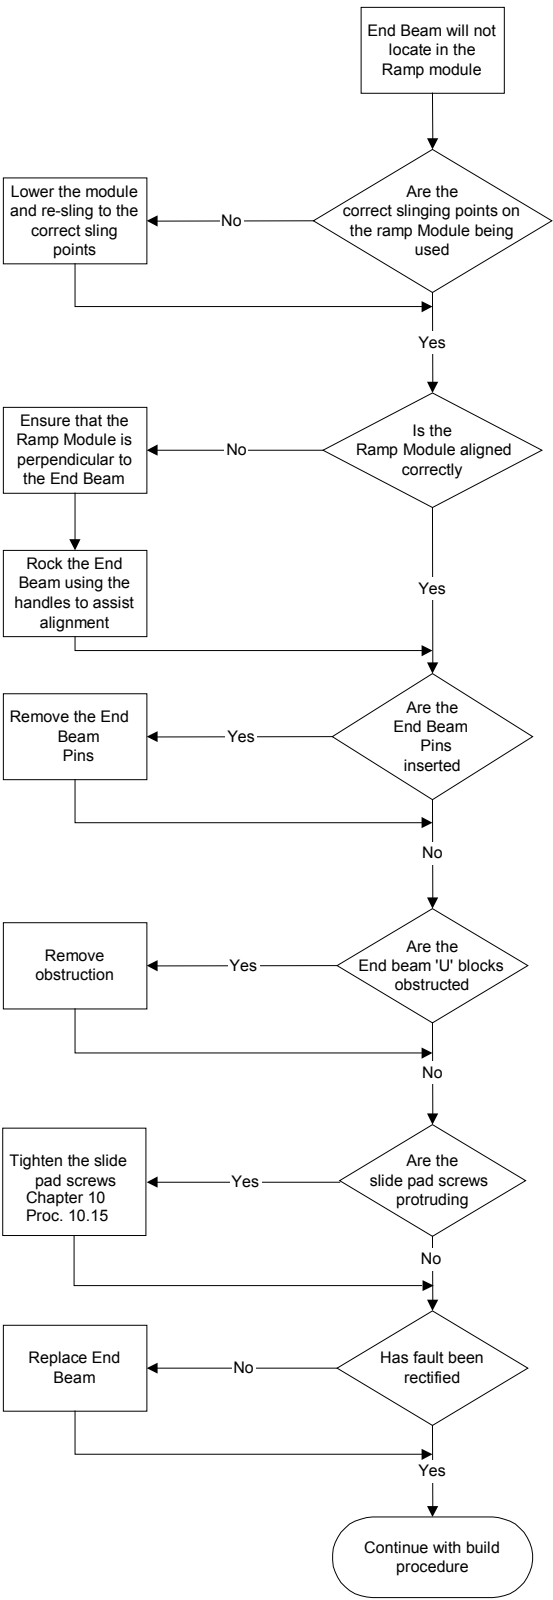 End Beam will not
locate in the
Ramp module
Are the
correct slinging points on
the ramp Module being
used
No
Lower the module
and re-sling to the
correct sling
points
Yes
Is the
Ramp Module aligned
correctly
No
Ensure that the
Ramp Module is
perpendicular to
the End Beam
Rock the End
Beam using the
handles to assist
alignment
Yes
Are the
End Beam
Pins
inserted
Yes
Remove the End
Beam
Pins
No
Are the
End beam 'U' blocks
obstructed
Yes
Remove
obstruction
No
Are the
slide pad screws
protruding
Yes
Tighten the slide
pad screws
Chapter 10
Proc. 10.15
No
Has fault been
rectified
No
Replace End
Beam
Yes
Continue with build
procedure